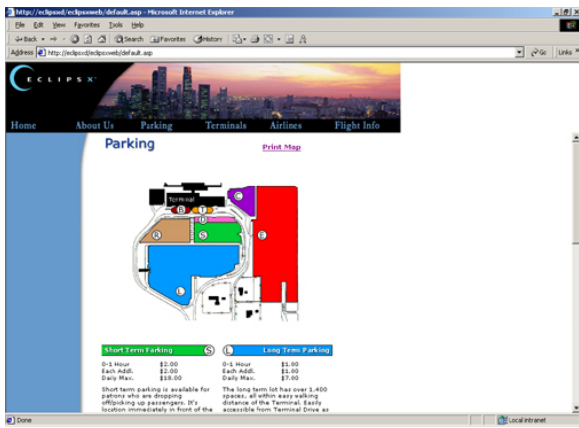 http://eclipsxd/eclipsxweb/default.asp - Microsoft Internet Explorer
File Edit View Favorites Tools Help
Back Search Favorites History
Address http://eclipsxd/eclipsxweb/default.asp Go Links »
ECLIPSX
Home About Us Parking Terminals Airlines Flight Info
Parking Print Map
Terminal
C
B T
D
R S E
L
Short Term Parking S L Long Term Parking
0-1 Hour $2.00 0-1 Hour $1.00
Each Addl. $2.00 Each Addl. $1.00
Daily Max. $18.00 Daily Max. $7.00
Short term parking is available for The long term lot has over 1,400
patrons who are dropping spaces, all within easy walking
off/picking up passengers. It's distance of the Terminal. Easily
location immediately in front of the accessible from Terminal Drive as
Done Local intranet